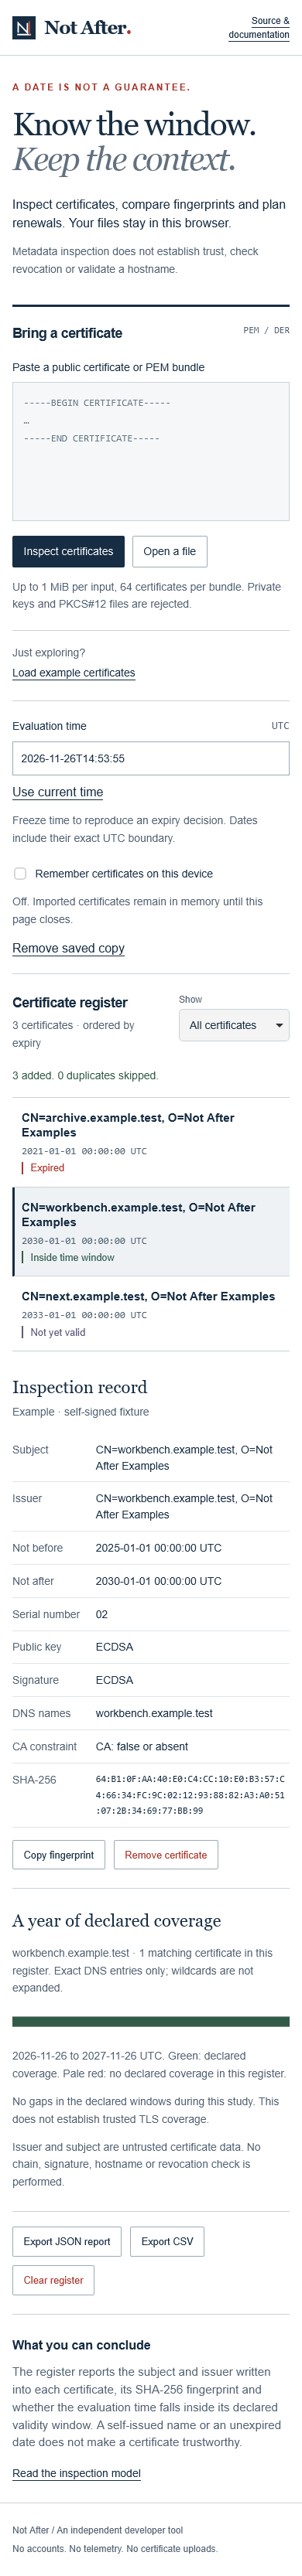 N Not After.
Source &
documentation
A DATE IS NOT A GUARANTEE.
Know the window.
Keep the context.
Inspect certificates, compare fingerprints and plan
renewals. Your files stay in this browser.
Metadata inspection does not establish trust, check
revocation or validate a hostname.
Bring a certificate
PEM / DER
Paste a public certificate or PEM bundle
-----BEGIN CERTIFICATE-----
…
-----END CERTIFICATE-----
Inspect certificates
Open a file
Up to 1 MiB per input, 64 certificates per bundle. Private
keys and PKCS#12 files are rejected.
Just exploring?
Load example certificates
Evaluation time
UTC
2026-11-26T14:53:55
Use current time
Freeze time to reproduce an expiry decision. Dates
include their exact UTC boundary.
Remember certificates on this device
Off. Imported certificates remain in memory until this
page closes.
Remove saved copy
Certificate register
3 certificates · ordered by
expiry
Show
All certificates
3 added. 0 duplicates skipped.
CN=archive.example.test, O=Not After
Examples
2021-01-01 00:00:00 UTC
Expired
CN=workbench.example.test, O=Not After
Examples
2030-01-01 00:00:00 UTC
Inside time window
CN=next.example.test, O=Not After Examples
2033-01-01 00:00:00 UTC
Not yet valid
Inspection record
Example · self-signed fixture
Subject
CN=workbench.example.test, O=Not
After Examples
Issuer
CN=workbench.example.test, O=Not
After Examples
Not before
2025-01-01 00:00:00 UTC
Not after
2030-01-01 00:00:00 UTC
Serial number
02
Public key
ECDSA
Signature
ECDSA
DNS names
workbench.example.test
CA constraint
CA: false or absent
SHA-256
64:B1:0F:AA:40:E0:C4:CC:10:E0:B3:57:C
4:66:34:FC:9C:02:12:93:88:82:A3:A0:51
:07:2B:34:69:77:BB:99
Copy fingerprint
Remove certificate
A year of declared coverage
workbench.example.test · 1 matching certificate in this
register. Exact DNS entries only; wildcards are not
expanded.
2026-11-26 to 2027-11-26 UTC. Green: declared
coverage. Pale red: no declared coverage in this register.
No gaps in the declared windows during this study. This
does not establish trusted TLS coverage.
Issuer and subject are untrusted certificate data. No
chain, signature, hostname or revocation check is
performed.
Export JSON report
Export CSV
Clear register
What you can conclude
The register reports the subject and issuer written
into each certificate, its SHA-256 fingerprint and
whether the evaluation time falls inside its declared
validity window. A self-issued name or an unexpired
date does not make a certificate trustworthy.
Read the inspection model
Not After / An independent developer tool
No accounts. No telemetry. No certificate uploads.